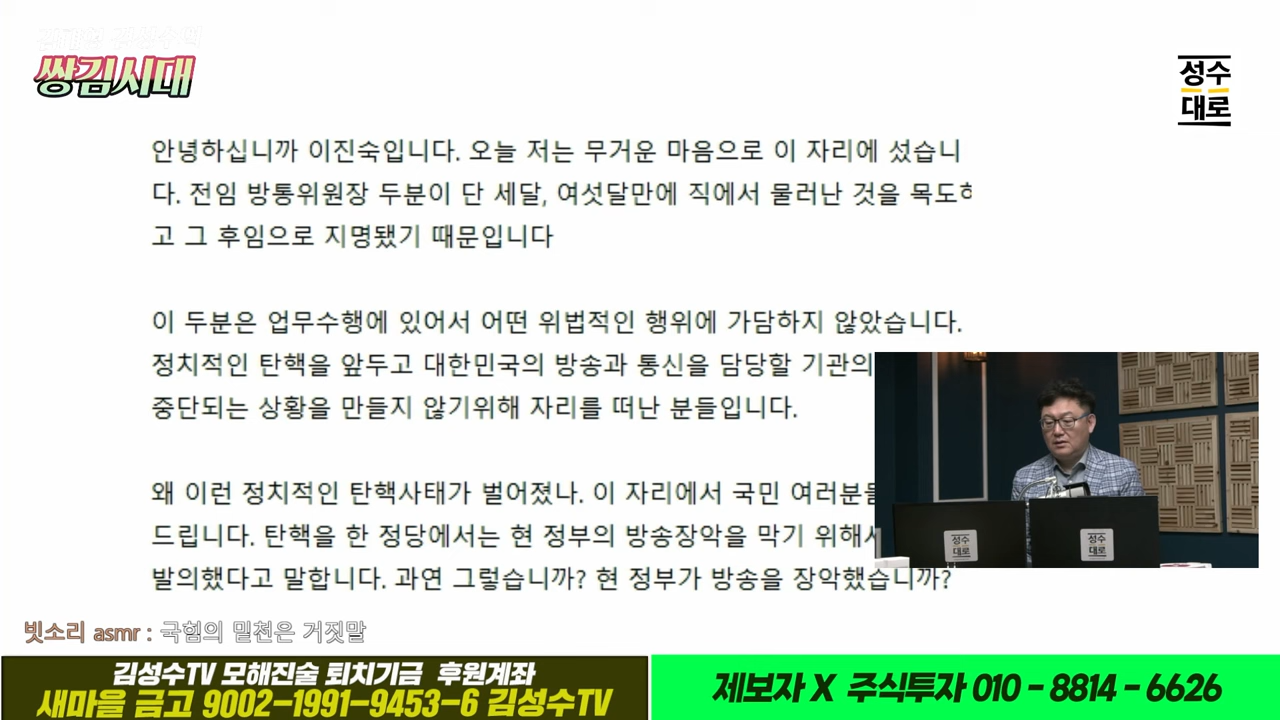 쌍김시대
성수
대로
안녕하십니까 이진숙입니다. 오늘 저는 무거운 마음으로 이 자리에 섰습니
다. 전임 방통위원장 두분이 단 세달, 여섯달만에 직에서 물러난 것을 목도하
고 그 후임으로 지명됐기 때문입니다
이 두분은 업무수행에 있어서 어떤 위법적인 행위에 가담하지 않았습니다.
정치적인 탄핵을 앞두고 대한민국의 방송과 통신을 담당할 기관의
중단되는 상황을 만들지 않기위해 자리를 떠난 분들입니다.
왜 이런 정치적인 탄핵사태가 벌어졌나. 이 자리에서 국민 여러분들
드립니다. 탄핵을 한 정당에서는 현 정부의 방송장악을 막기 위해서
발의했다고 말합니다. 과연 그렇습니까? 현 정부가 방송을 장악했습니까?
성수
대로
성수
대로
빗소리 asmr : 국힘의 밑천은 거짓말
김성수TV 모해진술 퇴치기금 후원계좌
새마을 금고 9002-1991-9453-6 김성수TV
제보자 X 주식투자 010 - 8814 - 6626